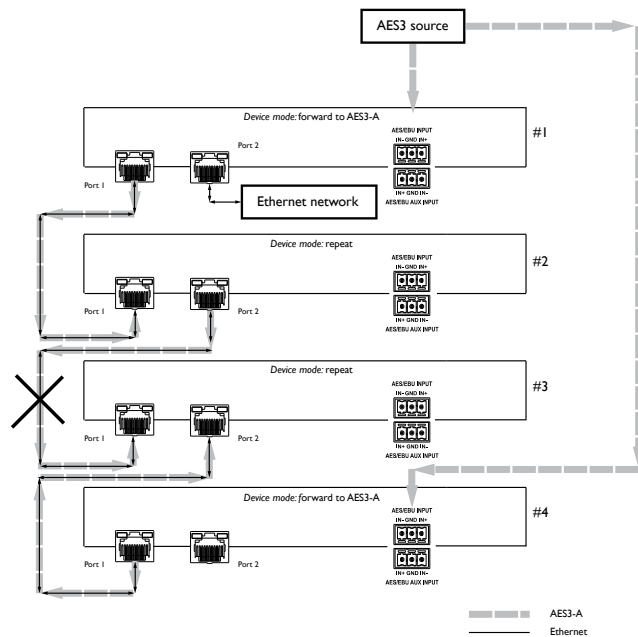 AES3 source
Device mode: forward to AES3-A
#1
AES/EBU INPUT
IN- GND IN+
Port 2
Port 1
IN+ GND IN-
AES/EBU AUX INPUT
Ethernet network
Device mode: repeat
#2
AES/EBU INPUT
IN- GND IN+
Port 1
Port 2
IN+ GND IN-
AES/EBU AUX INPUT
Device mode: repeat
#3
AES/EBU INPUT
IN- GND IN+
Port 1
Port 2
IN+ GND IN-
AES/EBU AUX INPUT
Device mode: forward to AES3-A
#4
AES/EBU INPUT
IN- GND IN+
Port 1
Port 2
IN+ GND IN-
AES/EBU AUX INPUT
AES3-A
Ethernet